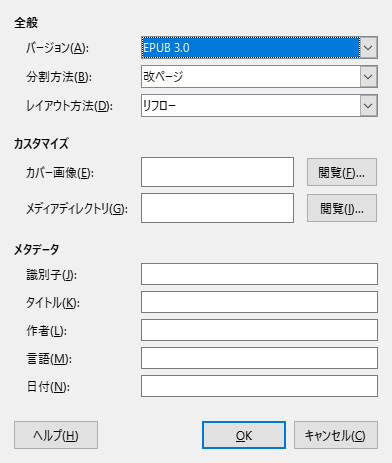 全般
バージョン(A): EPUB 3.0
分割方法(B): 改ページ
レイアウト方法(D): リフロー
カスタマイズ
カバー画像(E): 閲覧(F)...
メディアディレクトリ(G): 閲覧(I)...
メタデータ
識別子(J):
タイトル(K):
作者(L):
言語(M):
日付(N):
ヘルプ(H) OK キャンセル(C)